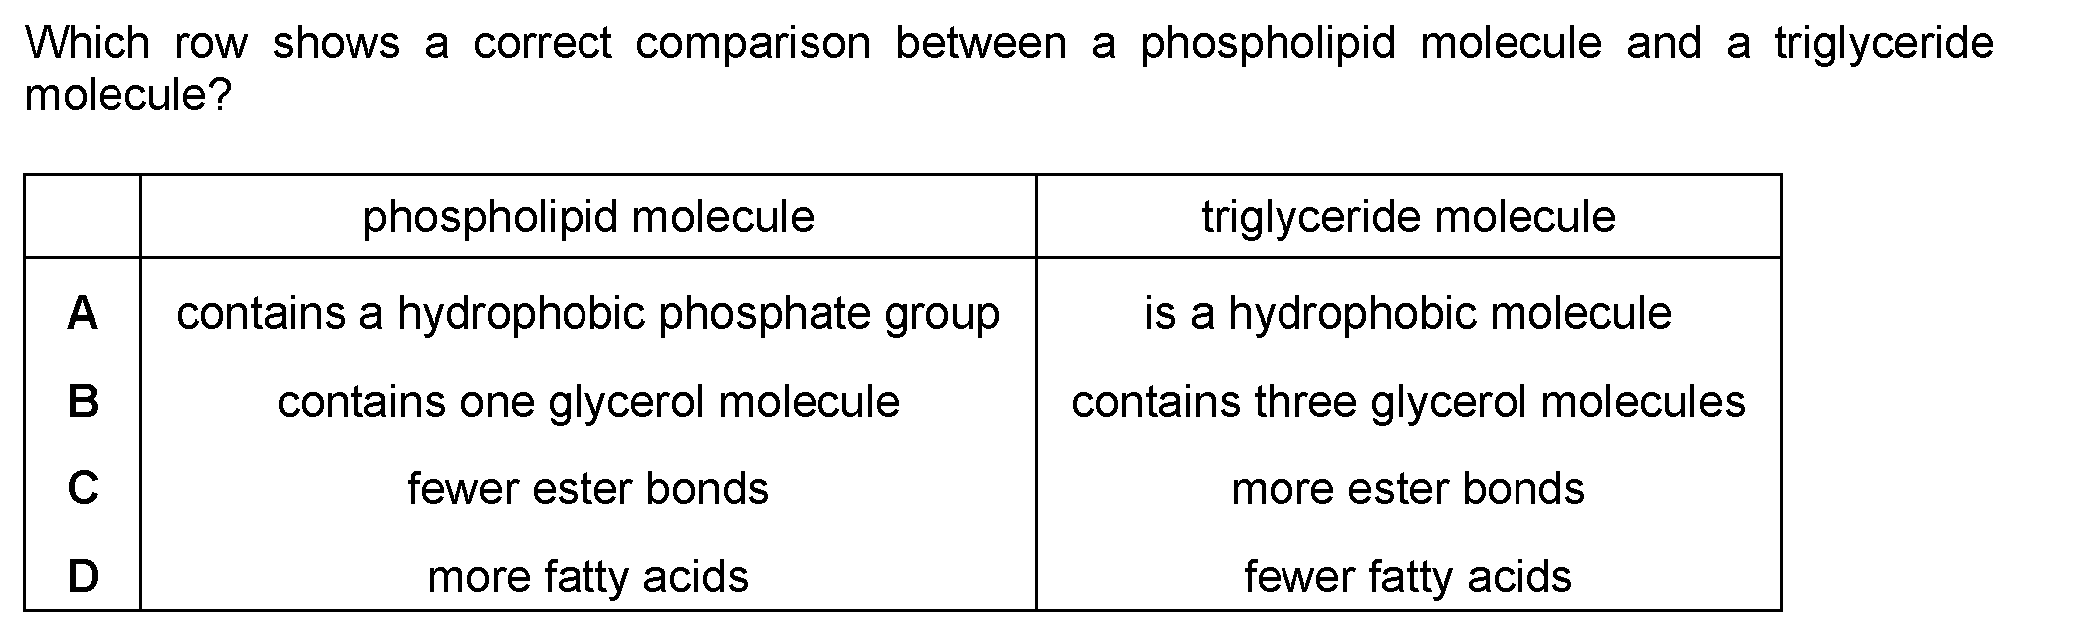 Which row shows a correct comparison between a phospholipid molecule and a triglyceride
molecule?
phospholipid molecule triglyceride molecule
A contains a hydrophobic phosphate group is a hydrophobic molecule
B contains one glycerol molecule contains three glycerol molecules
C fewer ester bonds more ester bonds
D more fatty acids fewer fatty acids